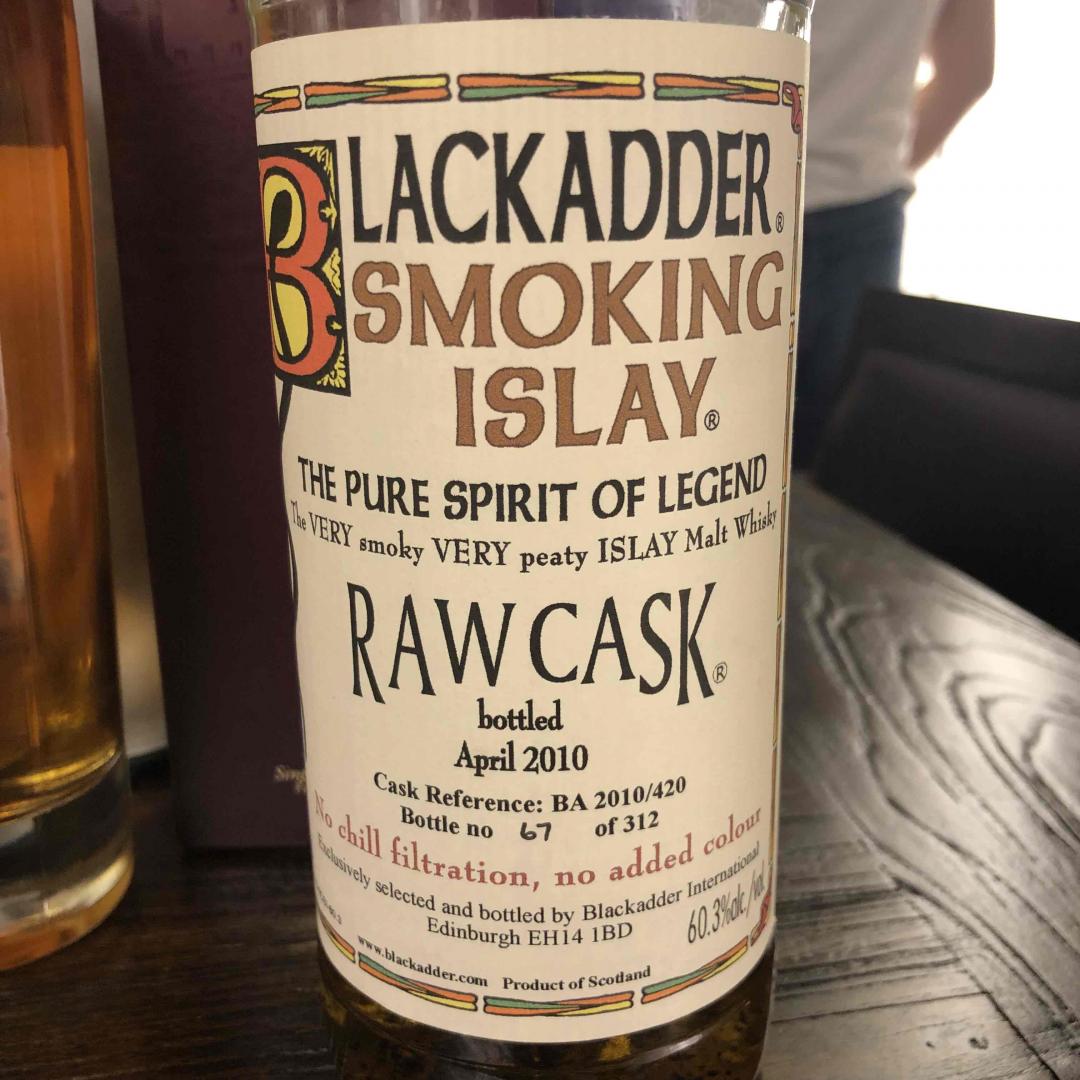 BLACKADDER®
SMOKING
ISLAY®
THE PURE SPIRIT OF LEGEND
The VERY smoky VERY peaty ISLAY Malt Whisky
RAW CASK®
bottled
April 2010
Cask Reference: BA 2010/420
Bottle no 67 of 312
No chill filtration, no added colour
Exclusively selected and bottled by Blackadder International
Edinburgh EH14 1BD
60.3%alc./vol.
www.blackadder.com Product of Scotland